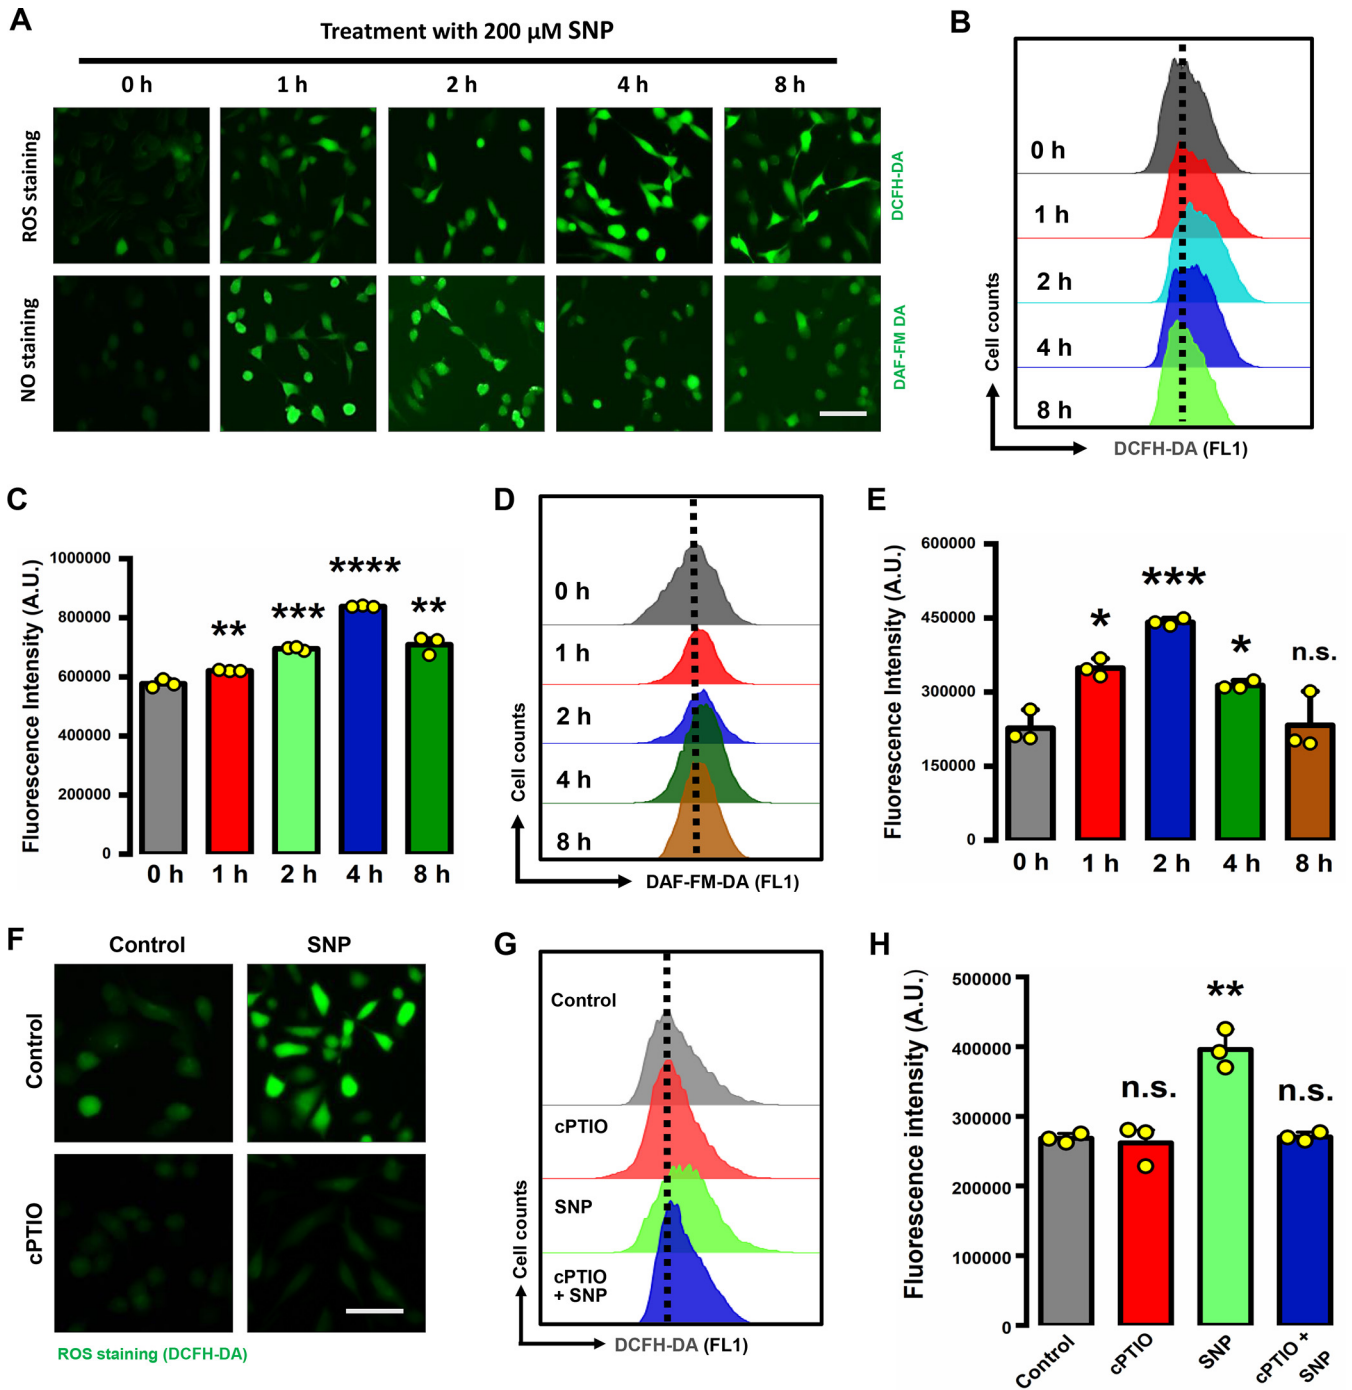 A
Treatment with 200 µM SNP
0 h 1 h 2 h 4 h 8 h
ROS staining
DCFH-DA
NO staining
DAF-FM DA
B
0 h
1 h
2 h
4 h
8 h
Cell counts
DCFH-DA (FL1)
C
Fluorescence Intensity (A.U.)
1000000
800000
600000
400000
200000
0
**
***
****
**
0 h 1 h 2 h 4 h 8 h
D
0 h
1 h
2 h
4 h
8 h
Cell counts
DAF-FM-DA (FL1)
E
Fluorescence Intensity (A.U.)
600000
450000
300000
150000
0
*
***
*
n.s.
0 h 1 h 2 h 4 h 8 h
F
Control SNP
Control
cPTIO
ROS staining (DCFH-DA)
G
Control
cPTIO
SNP
cPTIO
+ SNP
Cell counts
DCFH-DA (FL1)
H
Fluorescence intensity (A.U.)
500000
400000
300000
200000
100000
0
n.s.
**
n.s.
Control
cPTIO
SNP
cPTIO +
SNP